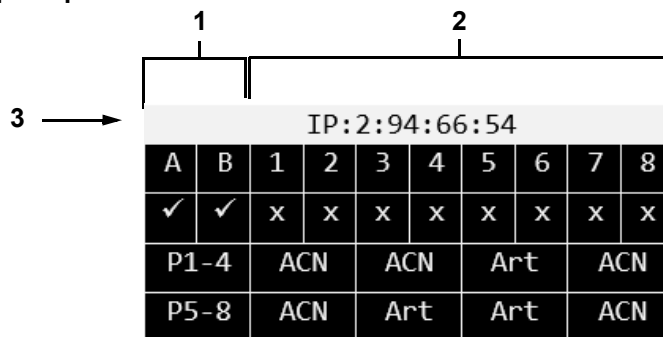 1 2
3
IP:2:94:66:54
A B 1 2 3 4 5 6 7 8
✓ ✓ x x x x x x x x
P1-4 ACN ACN Art ACN
P5-8 ACN Art Art ACN